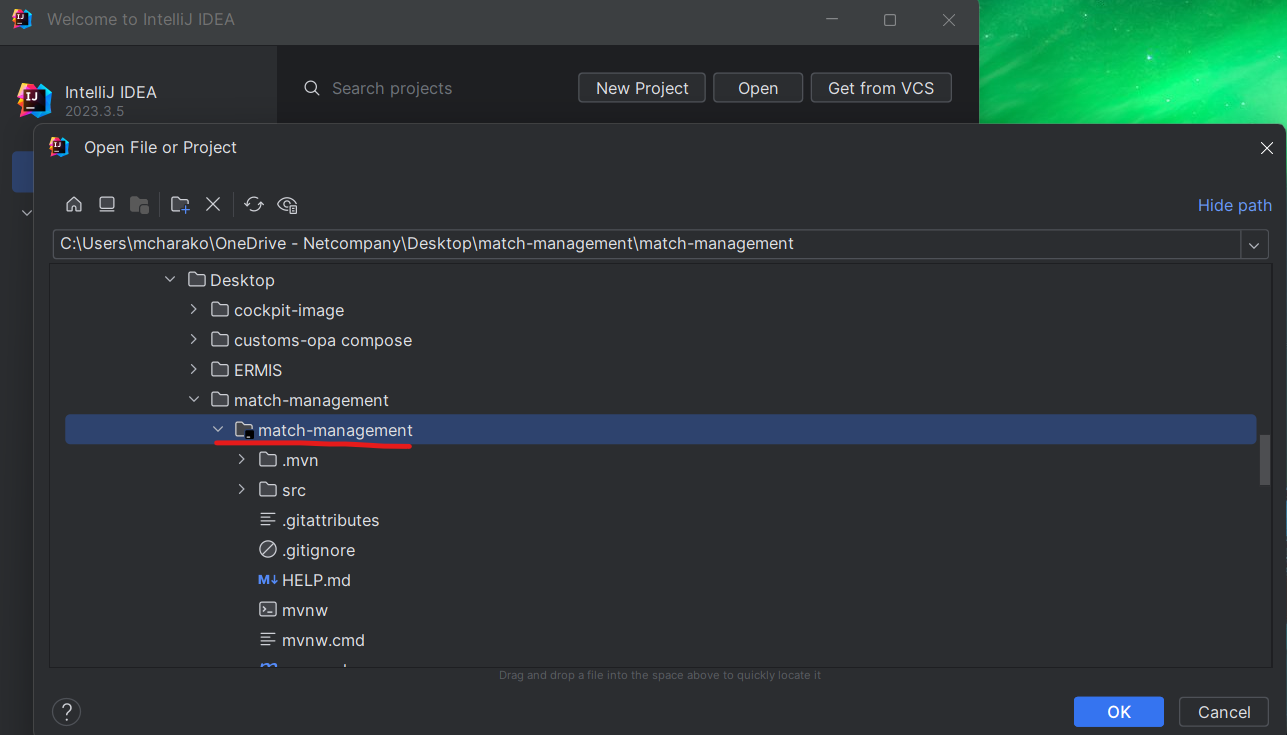 Welcome to IntelliJ IDEA
IntelliJ IDEA
2023.3.5
Search projects
New Project
Open
Get from VCS
Open File or Project
Hide path
C:\Users\mcharako\OneDrive - Netcompany\Desktop\match-management\match-management
Desktop
cockpit-image
customs-opa compose
ERMIS
match-management
match-management
.mvn
src
.gitattributes
.gitignore
M↓ HELP.md
mvnw
mvnw.cmd
Drag and drop a file into the space above to quickly locate it
?
OK
Cancel